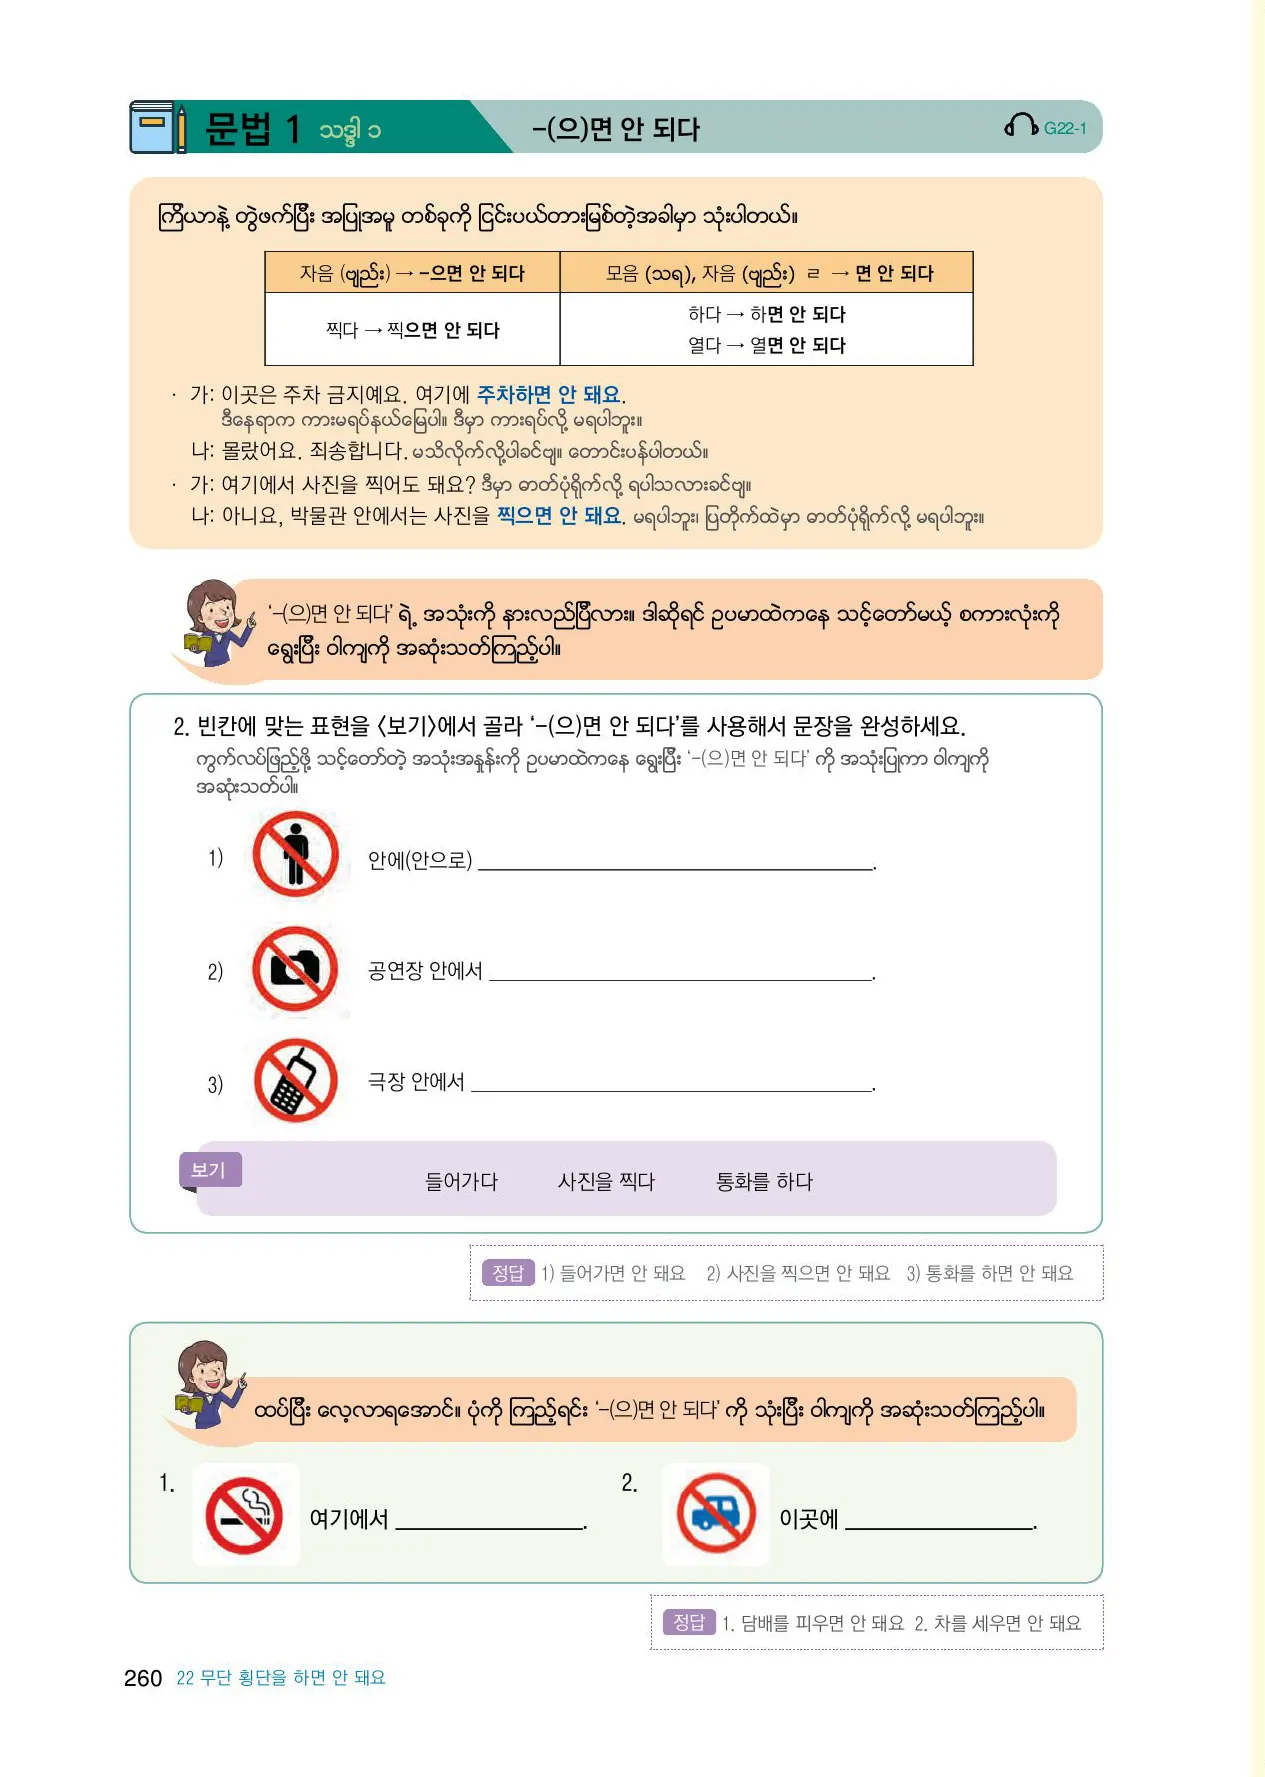 문법 1 သဒ္ဒါ ၁
-(으)면 안 되다
G22-1
ကြိယာနဲ့ တွဲဖက်ပြီး အပြုအမူ တစ်ခုကို ငြင်းပယ်တားမြစ်တဲ့အခါမှာ သုံးပါတယ်။
자음 (ဗျည်း) → -으면 안 되다
모음 (သရ), 자음 (ဗျည်း) ㄹ → 면 안 되다
찍다 → 찍으면 안 되다
하다 → 하면 안 되다
열다 → 열면 안 되다
· 가: 이곳은 주차 금지예요. 여기에 주차하면 안 돼요.
ဒီနေရာက ကားမရပ်နယ်မြေပါ။ ဒီမှာ ကားရပ်လို့ မရပါဘူး။
나: 몰랐어요. 죄송합니다. မသိလိုက်လို့ပါခင်ဗျ။ တောင်းပန်ပါတယ်။
· 가: 여기에서 사진을 찍어도 돼요? ဒီမှာ ဓာတ်ပုံရိုက်လို့ ရပါသလားခင်ဗျ။
나: 아니요, 박물관 안에서는 사진을 찍으면 안 돼요. မရပါဘူး၊ ပြတိုက်ထဲမှာ ဓာတ်ပုံရိုက်လို့ မရပါဘူး။
‘-(으)면 안 되다’ ရဲ့ အသုံးကို နားလည်ပြီလား။ ဒါဆိုရင် ဥပမာထဲကနေ သင့်တော်မယ့် စကားလုံးကို
ရွေးပြီး ဝါကျကို အဆုံးသတ်ကြည့်ပါ။
2. 빈칸에 맞는 표현을 〈보기〉에서 골라 ‘-(으)면 안 되다’를 사용해서 문장을 완성하세요.
ကွက်လပ်ဖြည့်ဖို့ သင့်တော်တဲ့ အသုံးအနှုန်းကို ဥပမာထဲကနေ ရွေးပြီး ‘-(으)면 안 되다’ ကို အသုံးပြုကာ ဝါကျကို
အဆုံးသတ်ပါ။
1) 안에(안으로) ____________.
2) 공연장 안에서 ____________.
3) 극장 안에서 ____________.
보기
들어가다 사진을 찍다 통화를 하다
정답 1) 들어가면 안 돼요 2) 사진을 찍으면 안 돼요 3) 통화를 하면 안 돼요
ထပ်ပြီး လေ့လာရအောင်။ ပုံကို ကြည့်ရင်း ‘-(으)면 안 되다’ ကို သုံးပြီး ဝါကျကို အဆုံးသတ်ကြည့်ပါ။
1. 여기에서 ____________.
2. 이곳에 ____________.
정답 1. 담배를 피우면 안 돼요 2. 차를 세우면 안 돼요
260 22 무단 횡단을 하면 안 돼요